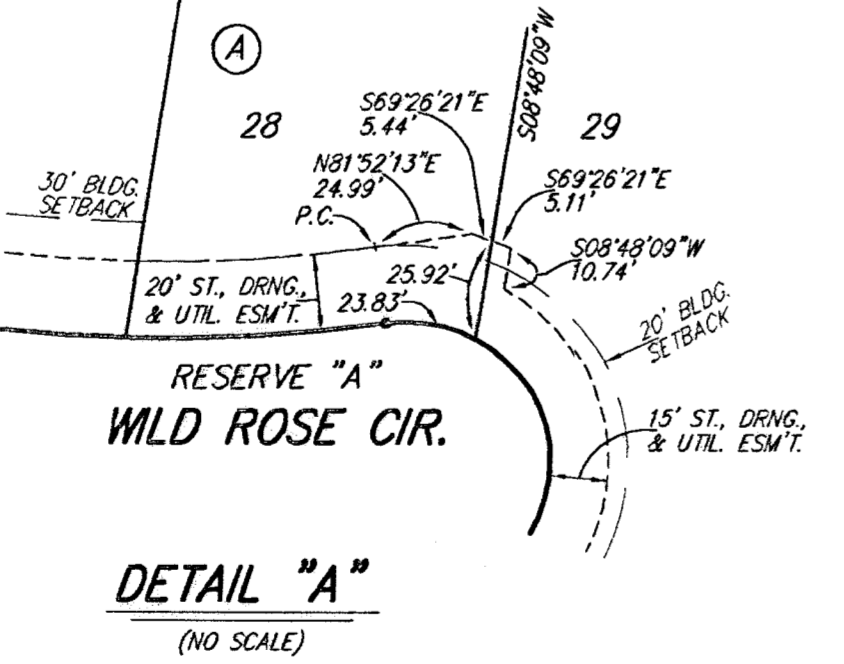 A
S08°48'09"W
28
S69°26'21"E
5.44'
29
N81°52'13"E
24.99'
P.C.
S69°26'21"E
5.11'
30' BLDG.
SETBACK
S08°48'09"W
10.74'
25.92'
20' ST., DRNG.,
& UTIL. ESM'T.
23.83'
20' BLDG.
SETBACK
RESERVE "A"
WILD ROSE CIR.
15' ST., DRNG.,
& UTIL. ESM'T.
DETAIL "A"
(NO SCALE)